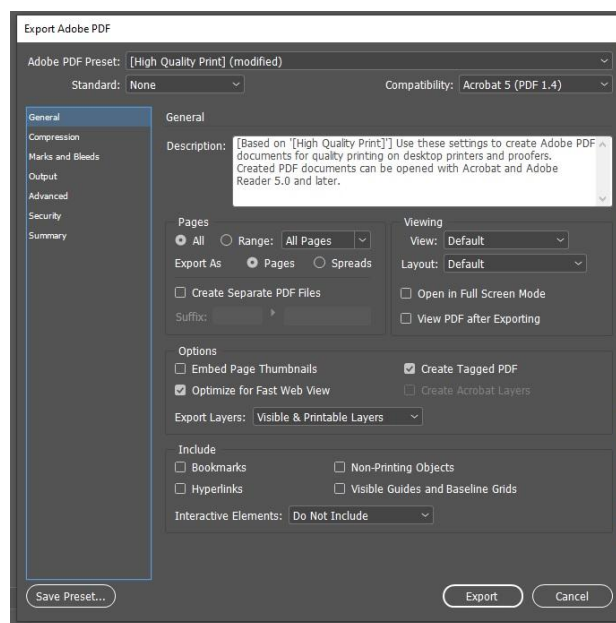 Export Adobe PDF
Adobe PDF Preset: [High Quality Print] (modified)
Standard: None
Compatibility: Acrobat 5 (PDF 1.4)
General
Compression
Marks and Bleeds
Output
Advanced
Security
Summary
General
Description: [Based on '[High Quality Print]'] Use these settings to create Adobe PDF
documents for quality printing on desktop printers and proofers.
Created PDF documents can be opened with Acrobat and Adobe
Reader 5.0 and later.
Pages
All Range: All Pages
Export As Pages Spreads
Create Separate PDF Files
Suffix:
Viewing
View: Default
Layout: Default
Open in Full Screen Mode
View PDF after Exporting
Options
Embed Page Thumbnails Create Tagged PDF
Optimize for Fast Web View Create Acrobat Layers
Export Layers: Visible & Printable Layers
Include
Bookmarks Non-Printing Objects
Hyperlinks Visible Guides and Baseline Grids
Interactive Elements: Do Not Include
Save Preset... Export Cancel